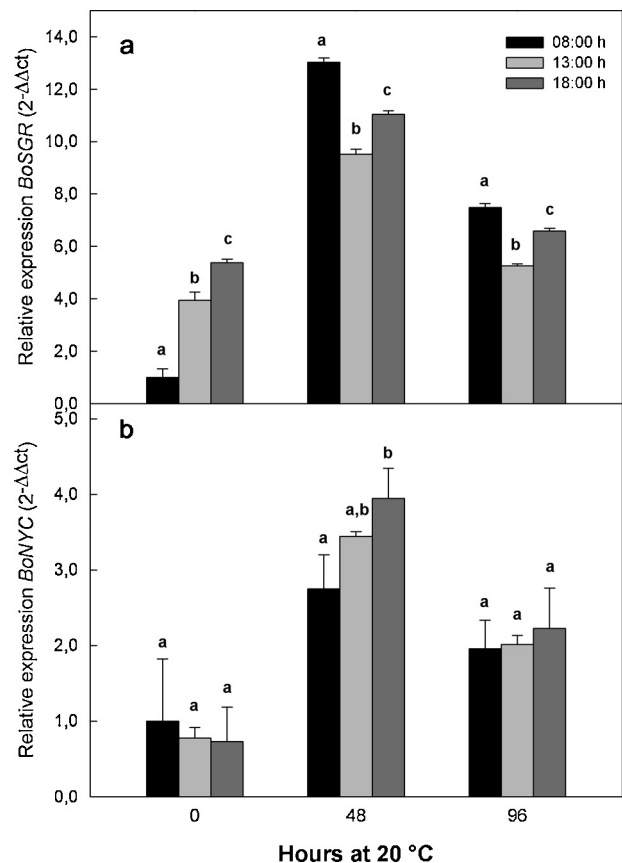 a
08:00 h
13:00 h
18:00 h
Relative expression BoSGR (2-ΔΔct)
14,0
12,0
10,0
8,0
6,0
4,0
2,0
0,0
a
b
c
a
b
c
a
b
c
b
Relative expression BoNYC (2-ΔΔct)
5,0
4,0
3,0
2,0
1,0
0,0
a
a
a
a
a,b
b
a
a
a
0
48
96
Hours at 20 °C